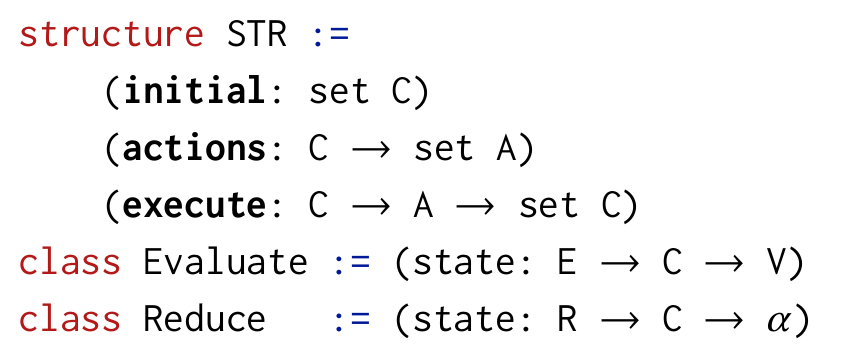 structure STR :=
(initial: set C)
(actions: C → set A)
(execute: C → A → set C)
class Evaluate := (state: E → C → V)
class Reduce := (state: R → C → α)